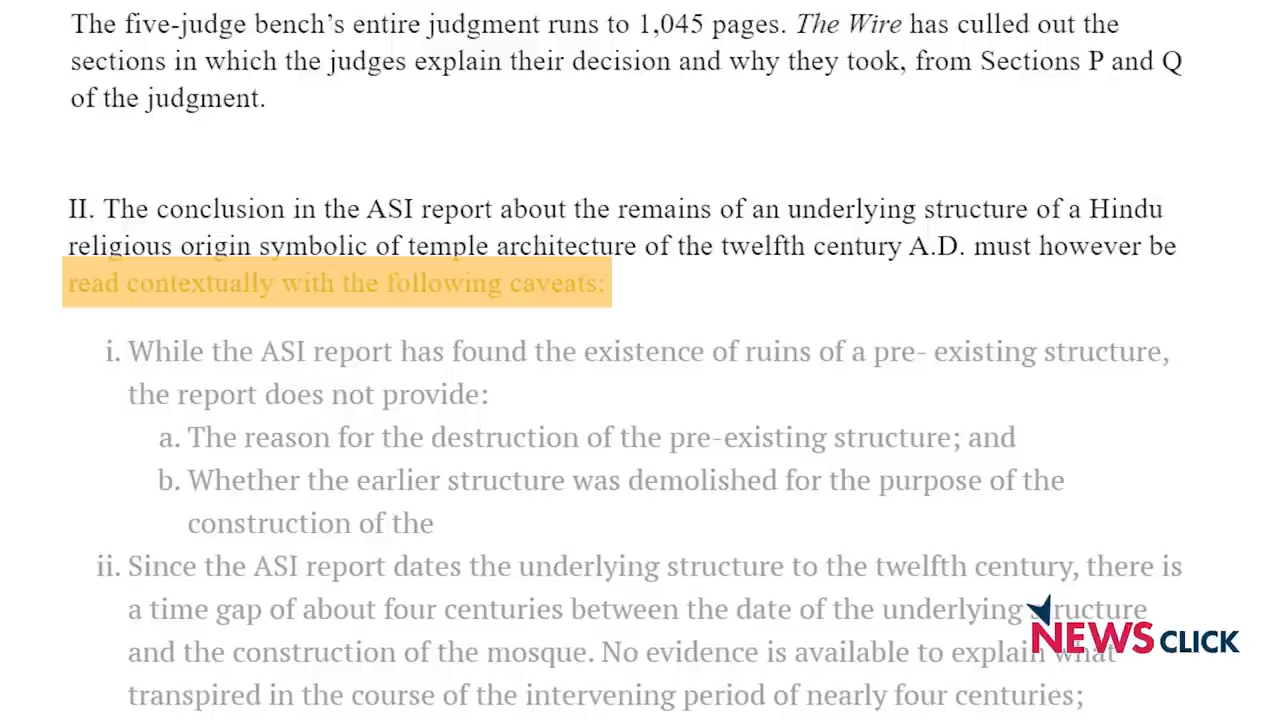 The five-judge bench’s entire judgment runs to 1,045 pages. The Wire has culled out the
sections in which the judges explain their decision and why they took, from Sections P and Q
of the judgment.
II. The conclusion in the ASI report about the remains of an underlying structure of a Hindu
religious origin symbolic of temple architecture of the twelfth century A.D. must however be
read contextually with the following caveats:
i. While the ASI report has found the existence of ruins of a pre- existing structure,
the report does not provide:
a. The reason for the destruction of the pre-existing structure; and
b. Whether the earlier structure was demolished for the purpose of the
construction of the
ii. Since the ASI report dates the underlying structure to the twelfth century, there is
a time gap of about four centuries between the date of the underlying structure
and the construction of the mosque. No evidence is available to explain what
transpired in the course of the intervening period of nearly four centuries;
NEWSCLICK